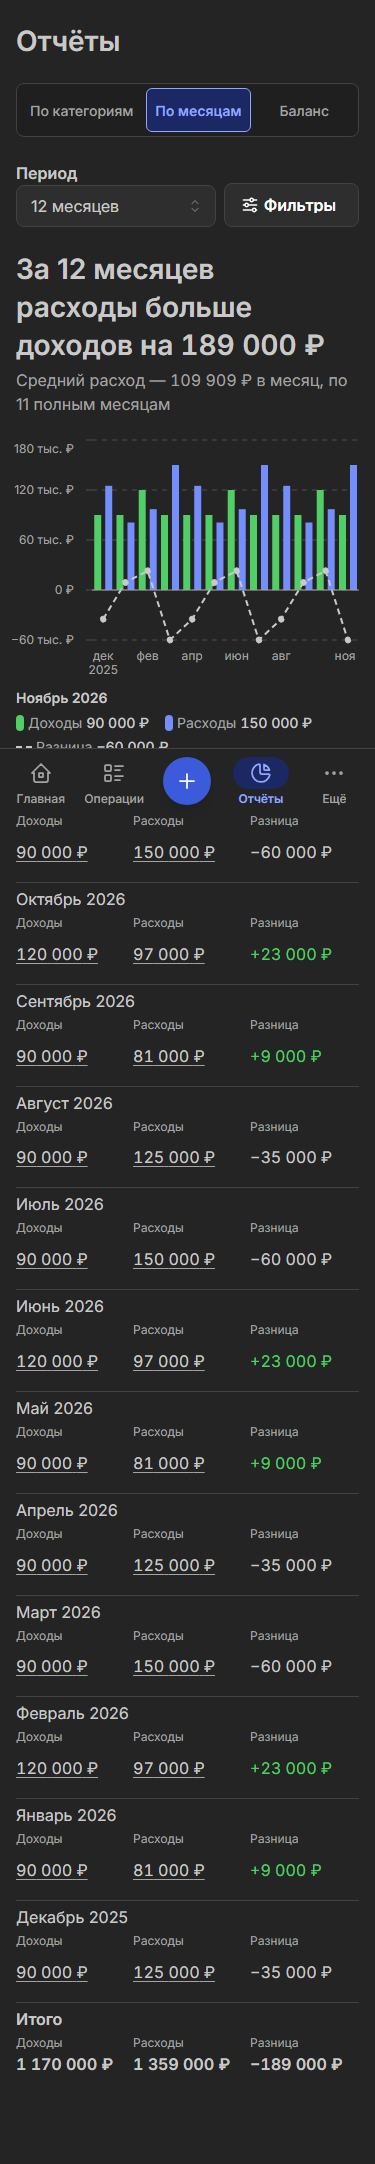 Отчёты
По категориям
По месяцам
Баланс
Период
12 месяцев
Фильтры
За 12 месяцев
расходы больше
доходов на 189 000 ₽
Средний расход — 109 909 ₽ в месяц, по
11 полным месяцам
180 тыс. ₽
120 тыс. ₽
60 тыс. ₽
0 ₽
−60 тыс. ₽
дек фев апр июн авг ноя
2025
Ноябрь 2026
Доходы 90 000 ₽ Расходы 150 000 ₽
Разница −60 000 ₽
Главная Операции Отчёты Ещё
Доходы Расходы Разница
90 000 ₽ 150 000 ₽ −60 000 ₽
Октябрь 2026
Доходы Расходы Разница
120 000 ₽ 97 000 ₽ +23 000 ₽
Сентябрь 2026
Доходы Расходы Разница
90 000 ₽ 81 000 ₽ +9 000 ₽
Август 2026
Доходы Расходы Разница
90 000 ₽ 125 000 ₽ −35 000 ₽
Июль 2026
Доходы Расходы Разница
90 000 ₽ 150 000 ₽ −60 000 ₽
Июнь 2026
Доходы Расходы Разница
120 000 ₽ 97 000 ₽ +23 000 ₽
Май 2026
Доходы Расходы Разница
90 000 ₽ 81 000 ₽ +9 000 ₽
Апрель 2026
Доходы Расходы Разница
90 000 ₽ 125 000 ₽ −35 000 ₽
Март 2026
Доходы Расходы Разница
90 000 ₽ 150 000 ₽ −60 000 ₽
Февраль 2026
Доходы Расходы Разница
120 000 ₽ 97 000 ₽ +23 000 ₽
Январь 2026
Доходы Расходы Разница
90 000 ₽ 81 000 ₽ +9 000 ₽
Декабрь 2025
Доходы Расходы Разница
90 000 ₽ 125 000 ₽ −35 000 ₽
Итого
Доходы Расходы Разница
1 170 000 ₽ 1 359 000 ₽ −189 000 ₽